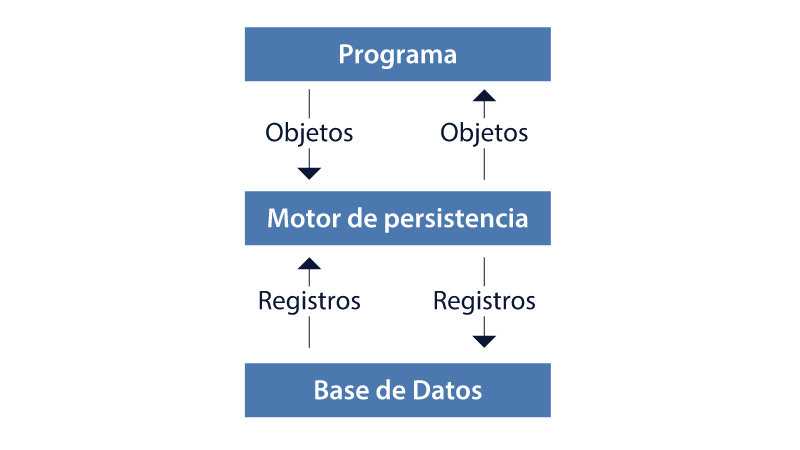 Programa
Objetos
Objetos
Motor de persistencia
Registros
Registros
Base de Datos